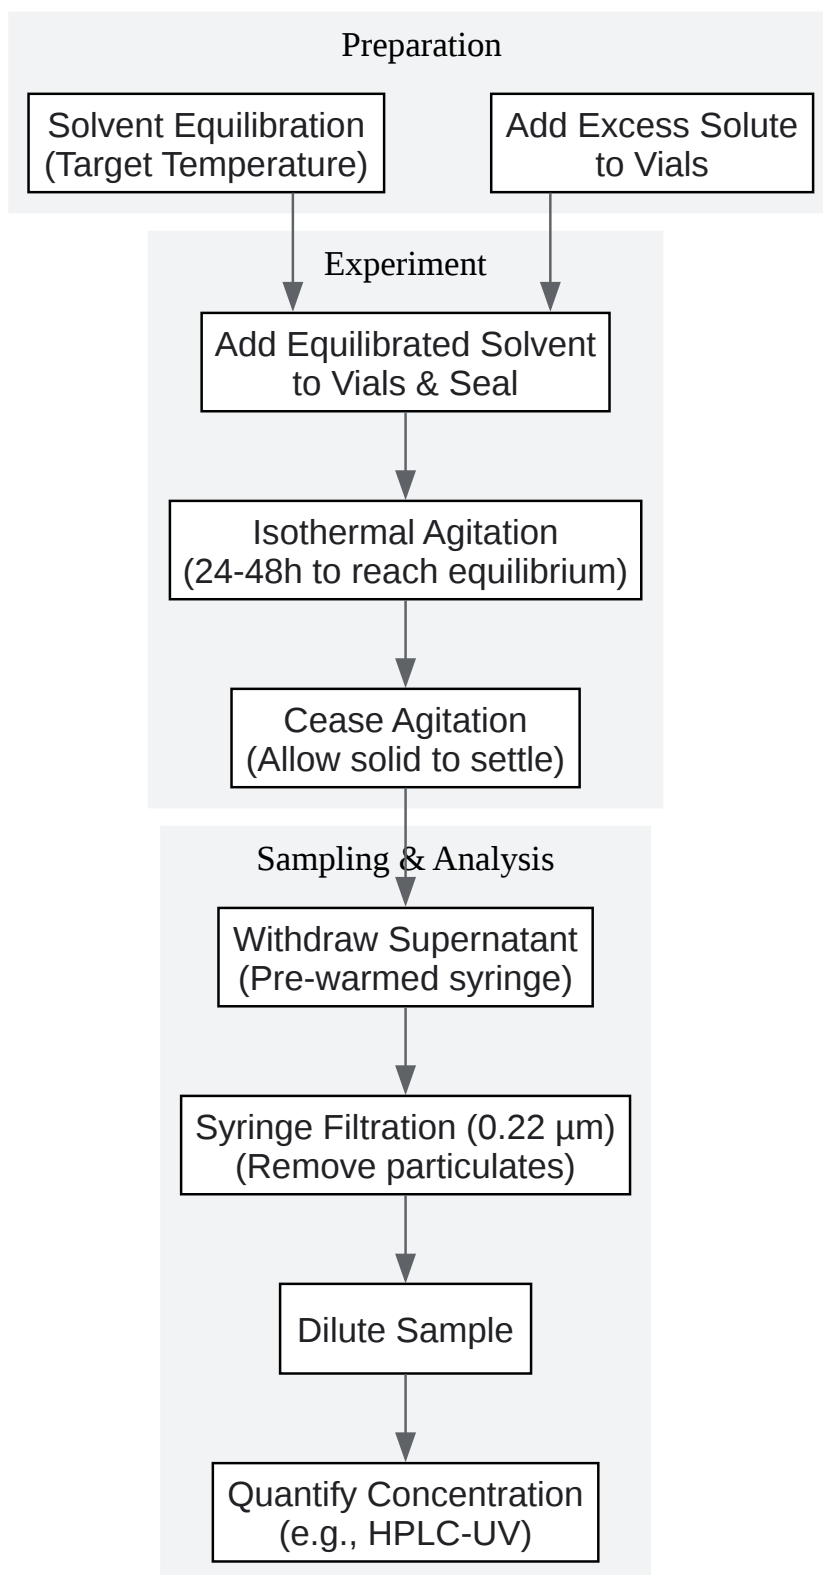 Preparation
Solvent Equilibration
(Target Temperature)
Add Excess Solute
to Vials
Experiment
Add Equilibrated Solvent
to Vials & Seal
Isothermal Agitation
(24-48h to reach equilibrium)
Cease Agitation
(Allow solid to settle)
Sampling & Analysis
Withdraw Supernatant
(Pre-warmed syringe)
Syringe Filtration (0.22 µm)
(Remove particulates)
Dilute Sample
Quantify Concentration
(e.g., HPLC-UV)